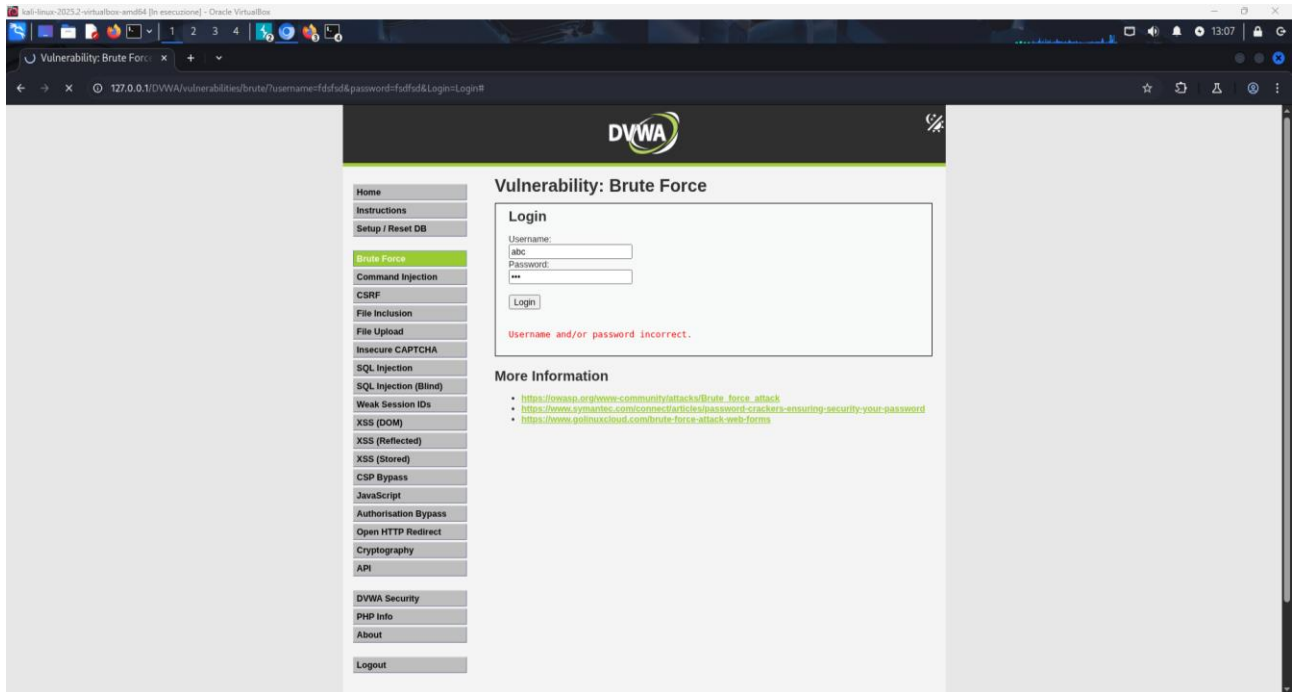 kali-linux-2025.2-virtualbox-amd64 [In esecuzione] - Oracle VirtualBox
1 2 3 4
13:07
Vulnerability: Brute Forc
127.0.0.1/DVWA/vulnerabilities/brute/?username=fdsfsd&password=fsdfsd&Login=Login#
DVWA
Home
Instructions
Setup / Reset DB
Brute Force
Command Injection
CSRF
File Inclusion
File Upload
Insecure CAPTCHA
SQL Injection
SQL Injection (Blind)
Weak Session IDs
XSS (DOM)
XSS (Reflected)
XSS (Stored)
CSP Bypass
JavaScript
Authorisation Bypass
Open HTTP Redirect
Cryptography
API
DVWA Security
PHP Info
About
Logout
Vulnerability: Brute Force
Login
Username:
abc
Password:
•••
Login
Username and/or password incorrect.
More Information
https://owasp.org/www-community/attacks/Brute_force_attack
https://www.symantec.com/connect/articles/password-crackers-ensuring-security-your-password
https://www.golinuxcloud.com/brute-force-attack-web-forms